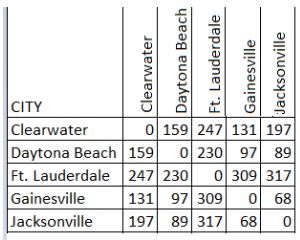 CITY Clearwater Daytona Beach Ft. Lauderdale Gainesville Jacksonville
Clearwater 0 159 247 131 197
Daytona Beach 159 0 230 97 89
Ft. Lauderdale 247 230 0 309 317
Gainesville 131 97 309 0 68
Jacksonville 197 89 317 68 0